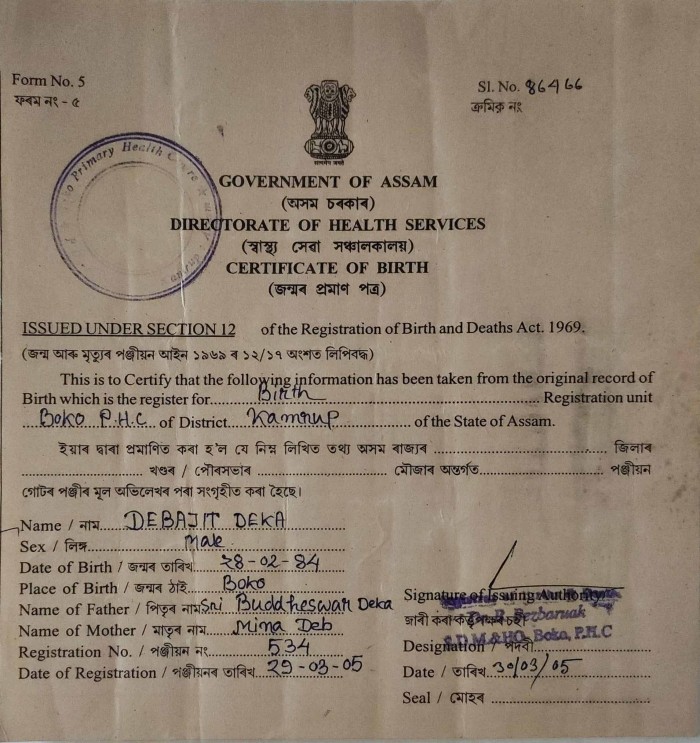 Form No. 5
ফৰম নং - ৫
Sl. No. 86466
ক্ৰমিক নং
Primary Health
GOVERNMENT OF ASSAM
(অসম চৰকাৰ)
DIRECTORATE OF HEALTH SERVICES
(স্বাস্থ্য সেৱা সঞ্চালকালয়)
CERTIFICATE OF BIRTH
(জন্মৰ প্ৰমাণ পত্ৰ)
ISSUED UNDER SECTION 12 of the Registration of Birth and Deaths Act. 1969.
(জন্ম আৰু মৃত্যুৰ পঞ্জীয়ন আইন ১৯৬৯ ৰ ১২/১৭ অংশত লিপিবদ্ধ)
This is to Certify that the following information has been taken from the original record of
Birth which is the register for Birth Registration unit
Boko P.H.C of District Kamrup of the State of Assam.
ইয়াৰ দ্বাৰা প্ৰমাণিত কৰা হ'ল যে নিম্ন লিখিত তথ্য অসম ৰাজ্যৰ জিলাৰ
খণ্ডৰ / পৌৰসভাৰ মৌজাৰ অন্তৰ্গত পঞ্জীয়ন
গোটৰ পঞ্জীৰ মূল অভিলেখৰ পৰা সংগৃহীত কৰা হৈছে।
Name / নাম DEBAJIT DEKA
Sex / লিঙ্গ Male
Date of Birth / জন্মৰ তাৰিখ 28-02-84
Place of Birth / জন্মৰ ঠাই Boko
Name of Father / পিতৃৰ নাম Sri Buddheswar Deka
Name of Mother / মাতৃৰ নাম Mina Deb
Registration No. / পঞ্জীয়ন নং 534
Date of Registration / পঞ্জীয়নৰ তাৰিখ 29-03-05
Signature of Issuing Authority
জাৰী কৰা কৰ্তৃপক্ষৰ চহী
Bezbaruah
S.D.M.&HO, Boko, P.H.C
Designation / পদবী
Date / তাৰিখ 30/03/05
Seal / মোহৰ